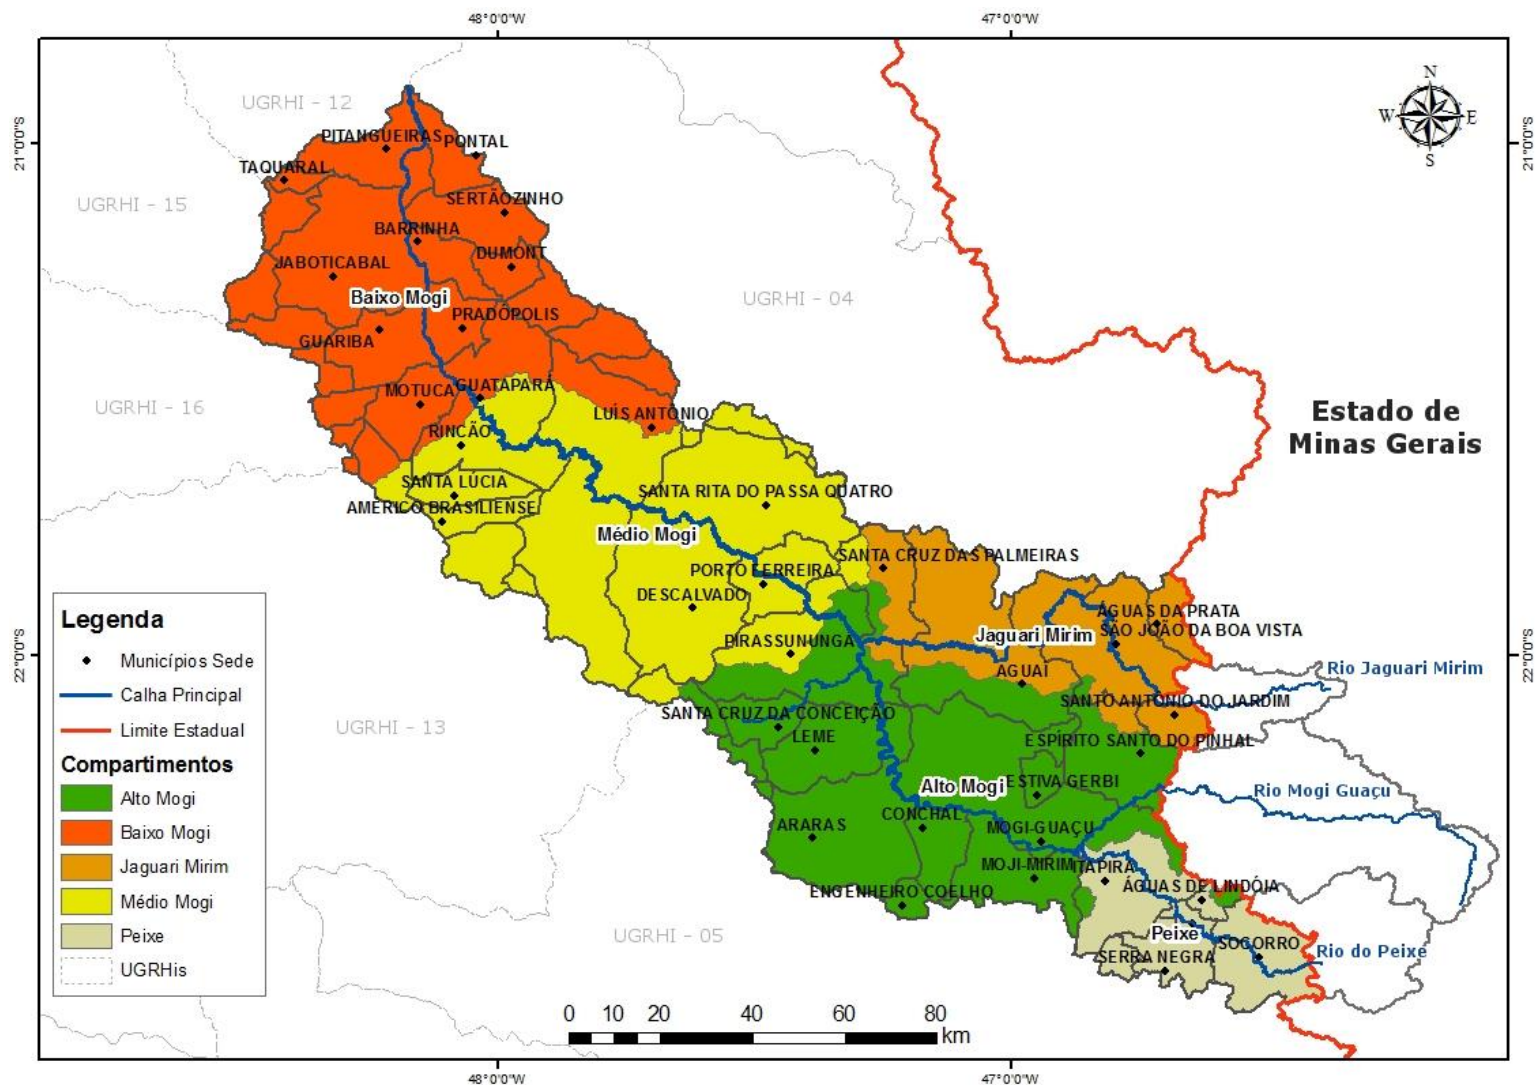 48°0'0"W
47°0'0"W
N
W
E
S
21°0'0"S
21°0'0"S
UGRHI - 12
PITANGUEIRAS
PONTAL
TAQUARAL
UGRHI - 15
SERTÃOZINHO
BARRINHA
DUMONT
JABOTICABAL
Baixo Mogi
UGRHI - 04
PRADÓPOLIS
GUARIBA
MOTUCA
GUATAPARÁ
UGRHI - 16
LUÍS ANTÔNIO
Estado de
Minas Gerais
RINCÃO
SANTA LÚCIA
SANTA RITA DO PASSA QUATRO
AMÉRICO BRASILIENSE
Médio Mogi
SANTA CRUZ DAS PALMEIRAS
PORTO FERREIRA
DESCALVADO
ÁGUAS DA PRATA
SÃO JOÃO DA BOA VISTA
Jaguari Mirim
PIRASSUNUNGA
22°0'0"S
22°0'0"S
AGUAÍ
Rio Jaguari Mirim
SANTO ANTÔNIO DO JARDIM
SANTA CRUZ DA CONCEIÇÃO
UGRHI - 13
LEME
ESPÍRITO SANTO DO PINHAL
Alto Mogi
ESTIVA GERBI
Rio Mogi Guaçu
CONCHAL
ARARAS
MOGI-GUAÇU
MOJI-MIRIM
ITAPIRA
ÁGUAS DE LINDÓIA
ENGENHEIRO COELHO
UGRHI - 05
Peixe
SOCORRO
Rio do Peixe
SERRA NEGRA
Legenda
Municípios Sede
Calha Principal
Limite Estadual
Compartimentos
Alto Mogi
Baixo Mogi
Jaguari Mirim
Médio Mogi
Peixe
UGRHis
0 10 20 40 60 80
km
48°0'0"W
47°0'0"W